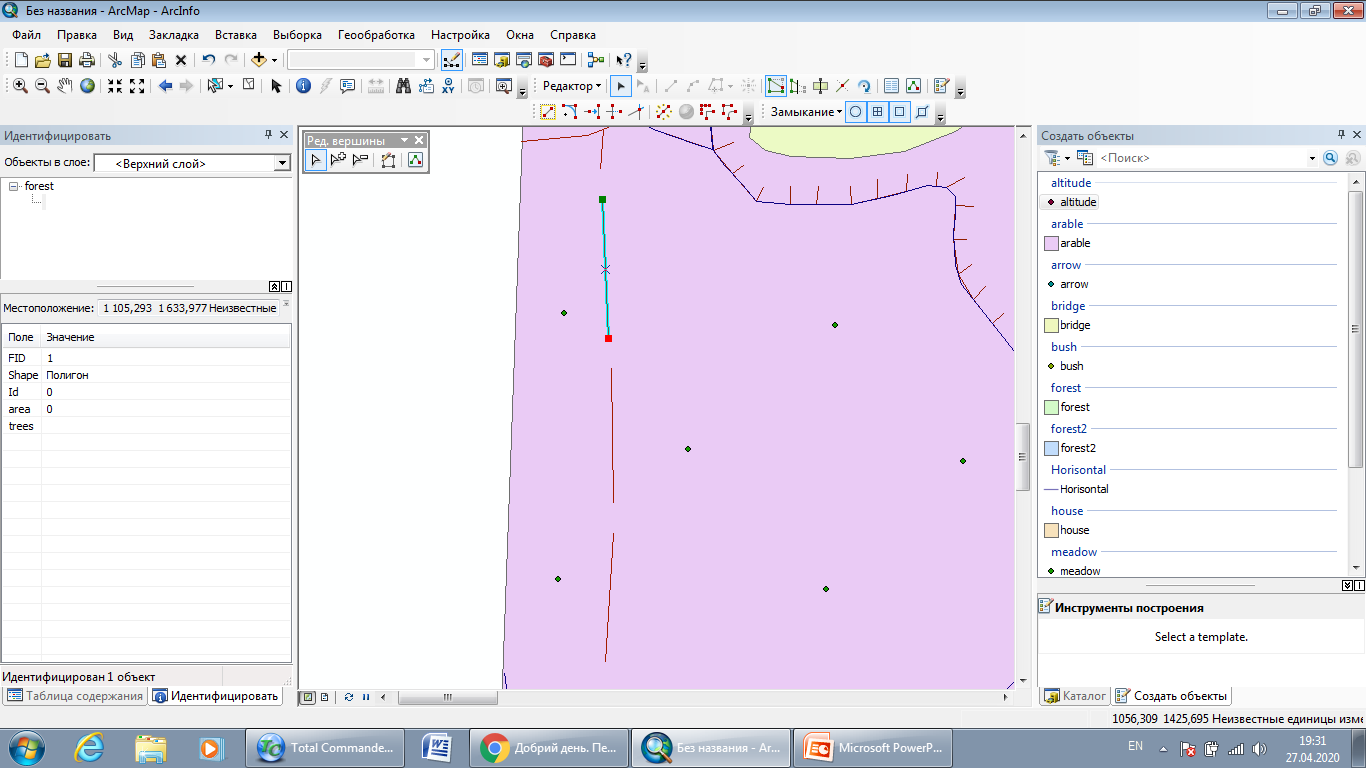 Без названия - ArcMap - ArcInfo
Файл Правка Вид Закладка Вставка Выборка Геообработка Настройка Окна Справка
Редактор
Замыкание
Идентифицировать
Объекты в слое: <Верхний слой>
forest
Местоположение: 1 105,293 1 633,977 Неизвестные
Поле Значение
FID 1
Shape Полигон
Id 0
area 0
trees
Идентифицирован 1 объект
Таблица содержания Идентифицировать
Ред. вершины
Создать объекты
<Поиск>
altitude
altitude
arable
arable
arrow
arrow
bridge
bridge
bush
bush
forest
forest
forest2
forest2
Horisontal
Horisontal
house
house
meadow
meadow
Инструменты построения
Select a template.
Каталог Создать объекты
1056,309 1425,695 Неизвестные единицы изме
Total Commande... Добрий день. Пе... Без названия - Ar... Microsoft PowerP...
EN
19:31
27.04.2020